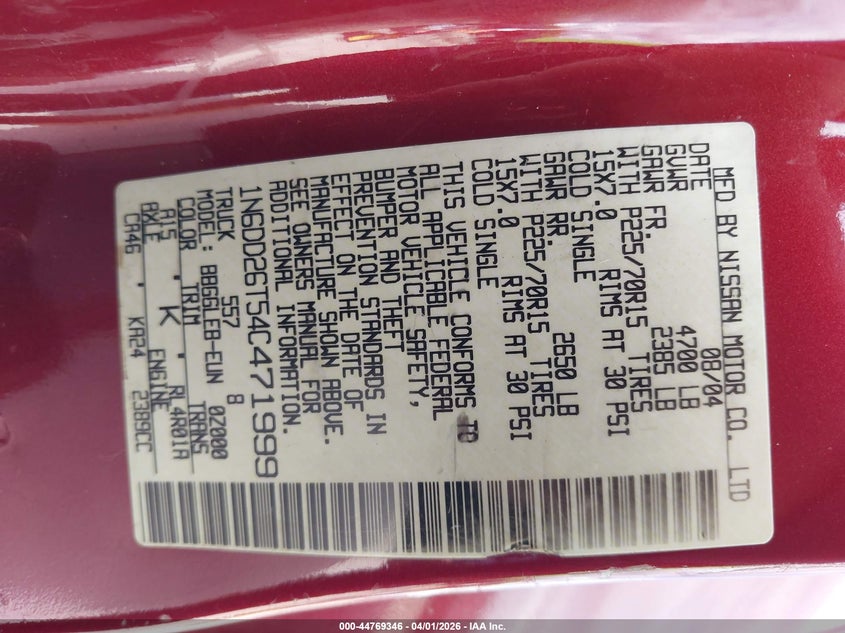 MFD BY NISSAN MOTOR CO. LTD
DATE 08/04
GVWR 4700 LB
GAWR FR. 2385 LB
WITH P225/70R15 TIRES
15X7.0 RIMS AT 30 PSI
COLD SINGLE
GAWR RR 2650 LB
WITH P225/70R15 TIRES
15X7.0 RIMS AT 30 PSI
COLD SINGLE
THIS VEHICLE CONFORMS TO
ALL APPLICABLE FEDERAL
MOTOR VEHICLE SAFETY,
BUMPER AND THEFT
PREVENTION STANDARDS IN
EFFECT ON THE DATE OF
MANUFACTURE SHOWN ABOVE.
SEE OWNERS MANUAL FOR
ADDITIONAL INFORMATION.
1N6DD26T54C471999
TRUCK 557 8
MODEL: BBG9LEB-EUN 02000
COLOR TRIM TRANS
A15 K RL4R01A
AXLE ENGINE
CA46 KA24 2389CC
000-44769346 04/01/2026 IAA Inc.